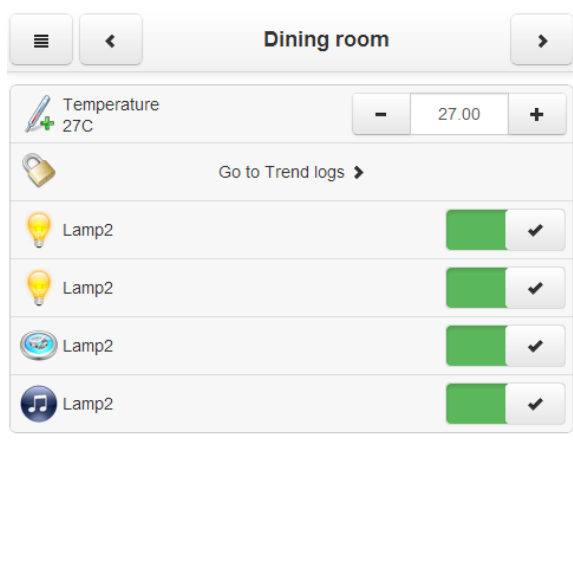 Dining room
Temperature
27C
27.00
Go to Trend logs
Lamp2
Lamp2
Lamp2
Lamp2